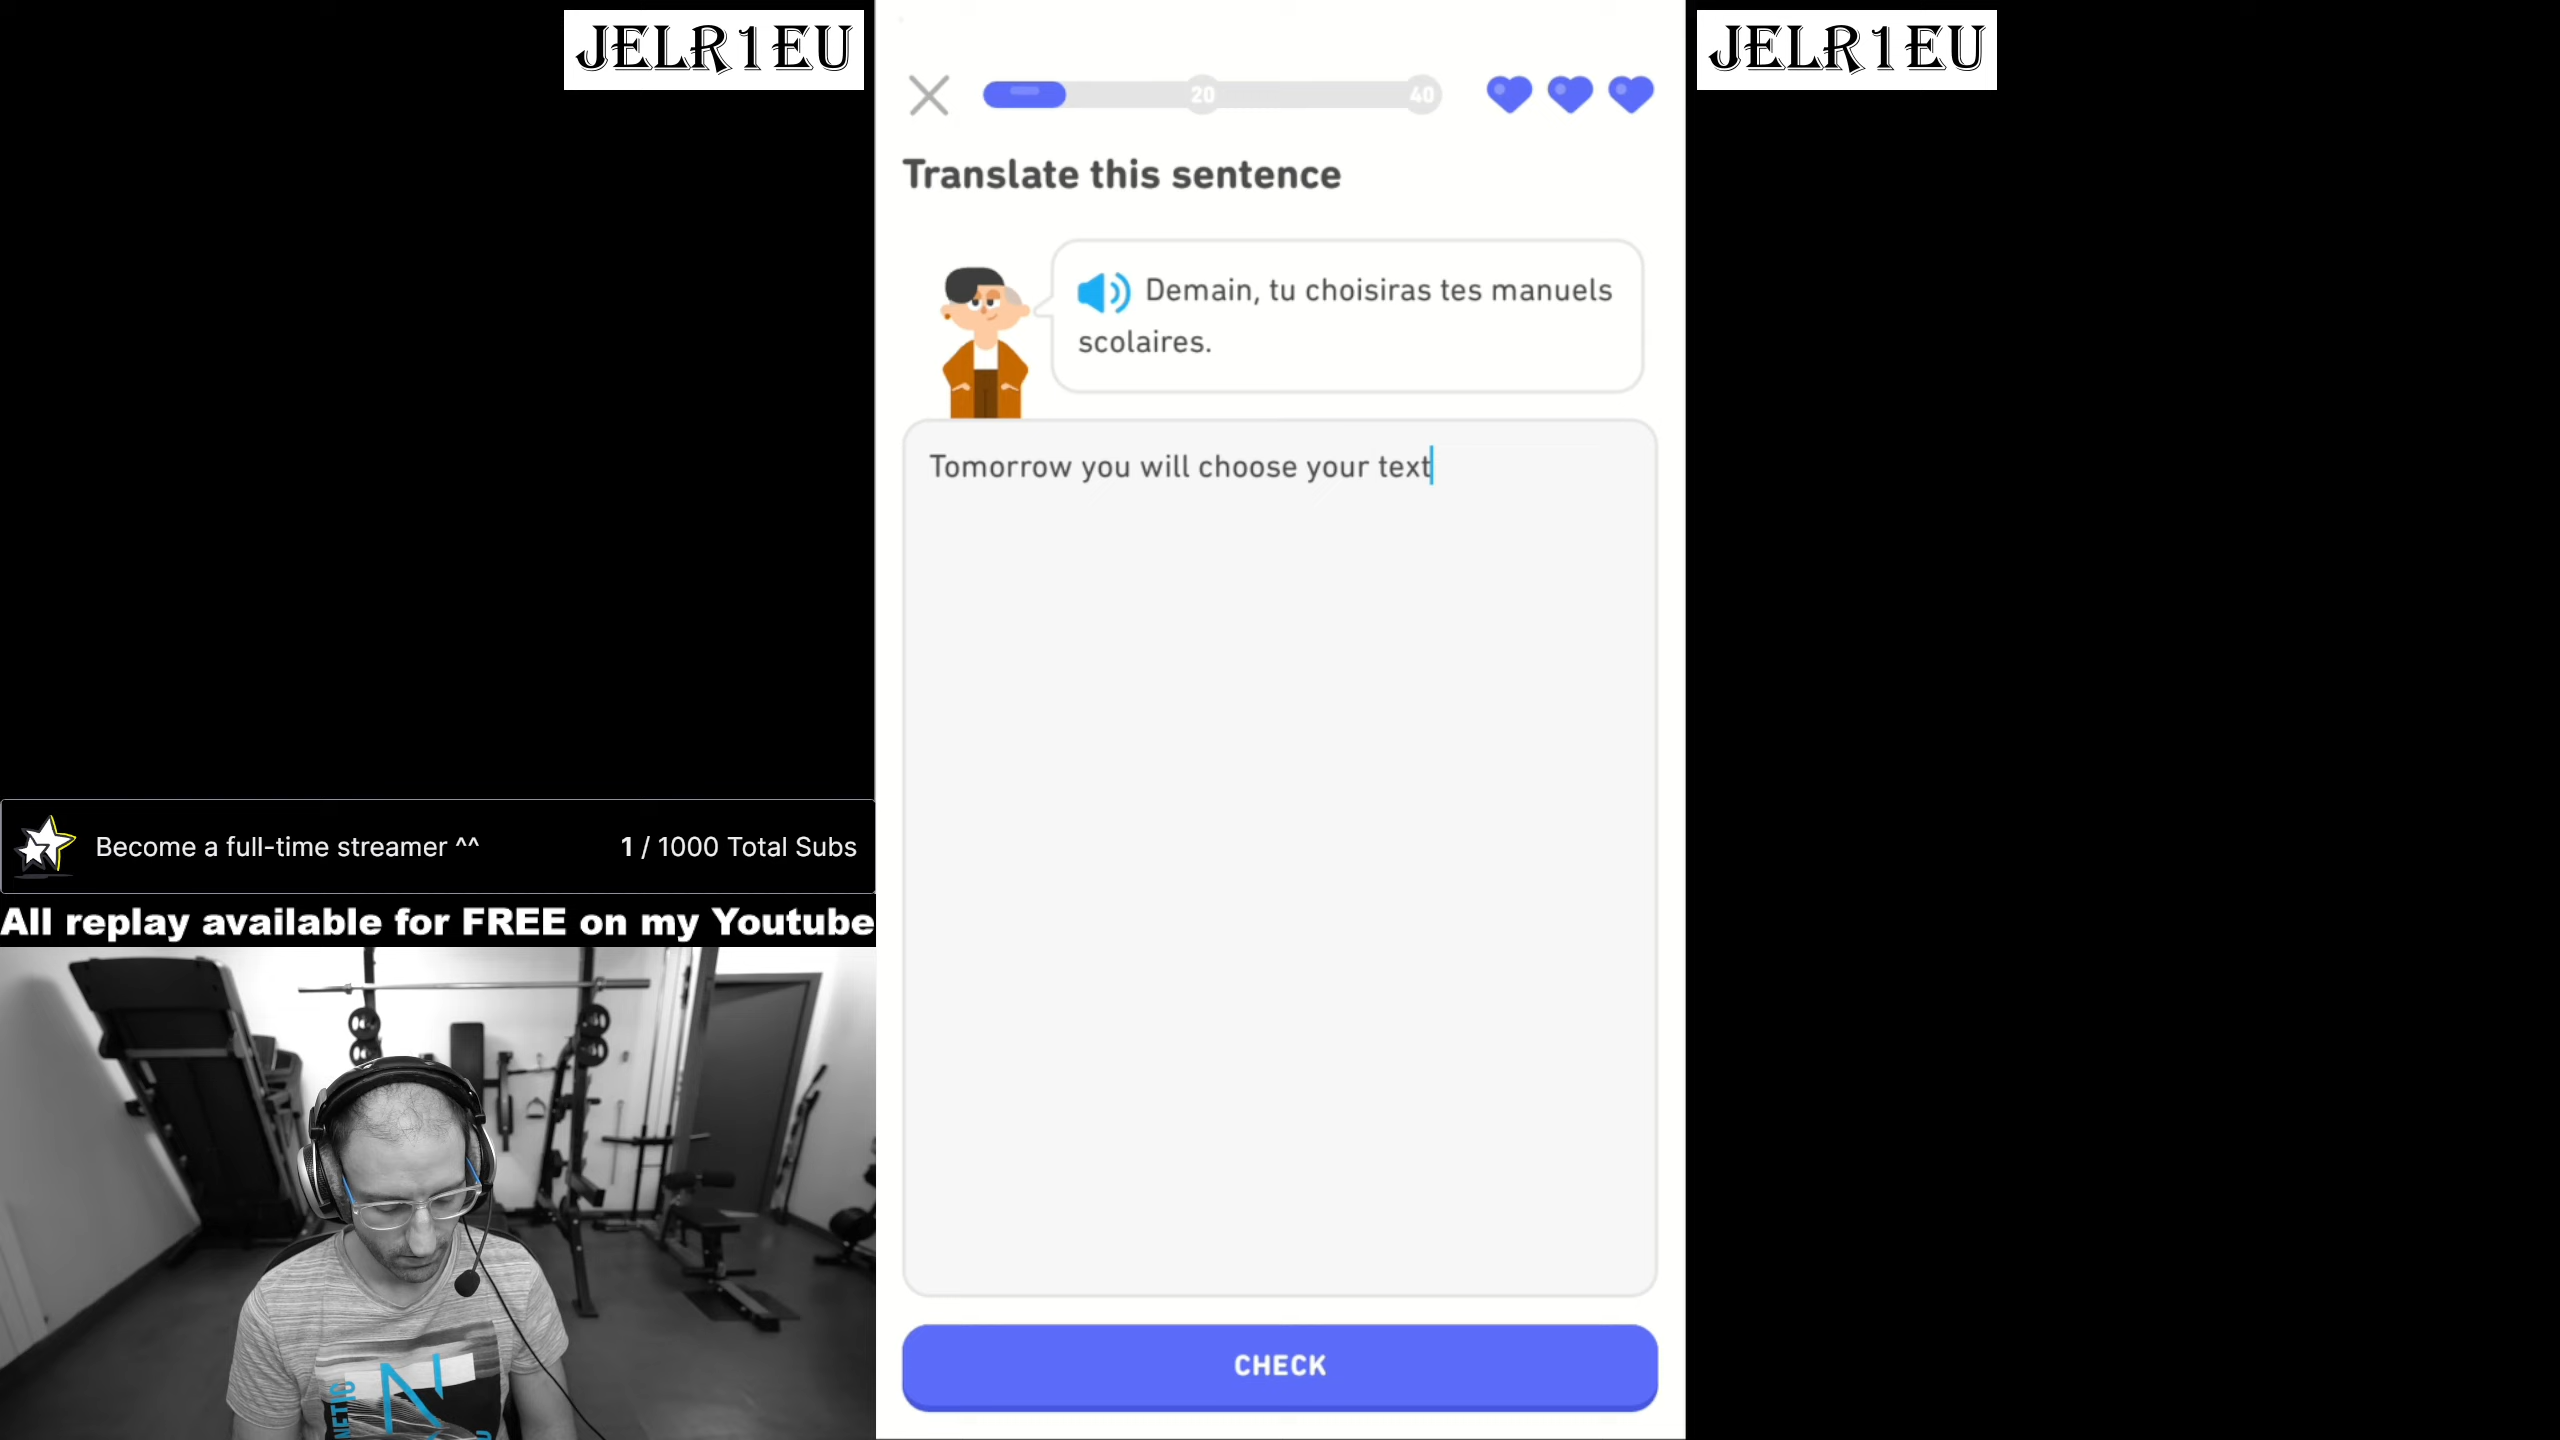 JELR1EU
JELR1EU
20
40
Translate this sentence
Demain, tu choisiras tes manuels
scolaires.
Tomorrow you will choose your text
CHECK
Become a full-time streamer ^^
1 / 1000 Total Subs
All replay available for FREE on my Youtube
NETIC
N